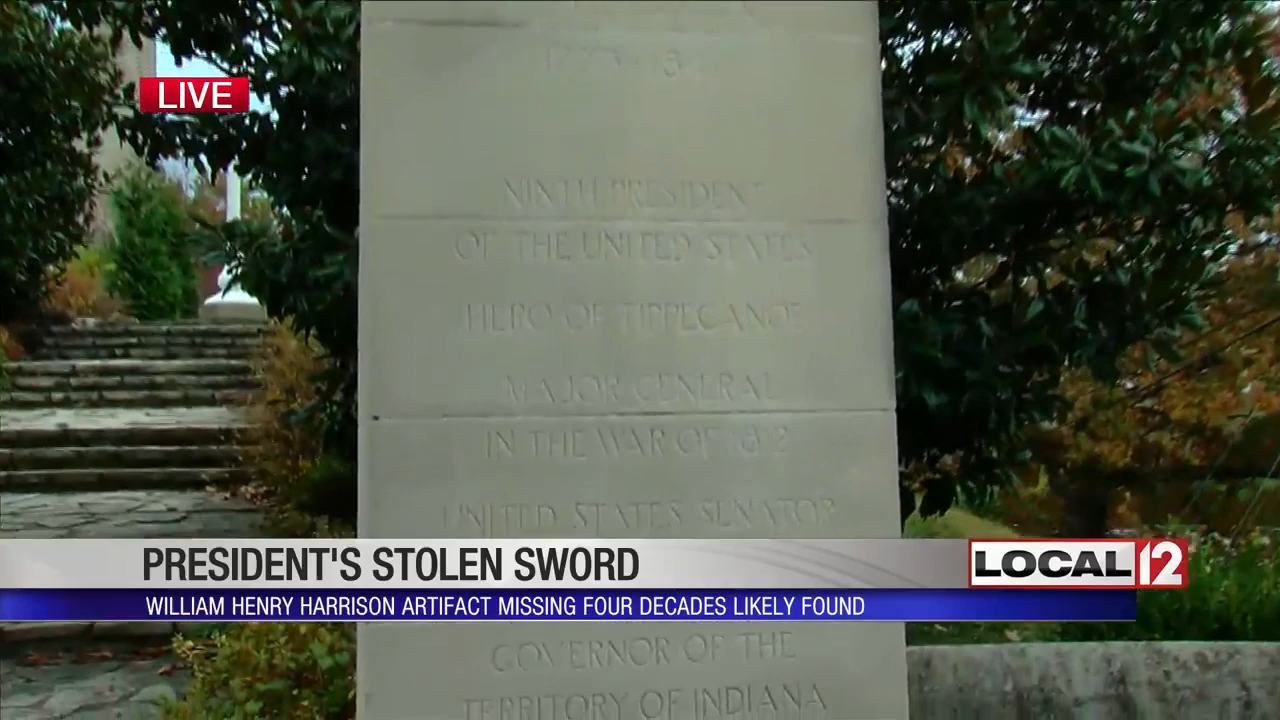 LIVE
NINTH PRESIDENT
OF THE UNITED STATES
HERO OF TIPPECANOE
MAJOR GENERAL
IN THE WAR OF 1812
UNITED STATES SENATOR
PRESIDENT'S STOLEN SWORD
LOCAL 12
WILLIAM HENRY HARRISON ARTIFACT MISSING FOUR DECADES LIKELY FOUND
GOVERNOR OF THE
TERRITORY OF INDIANA